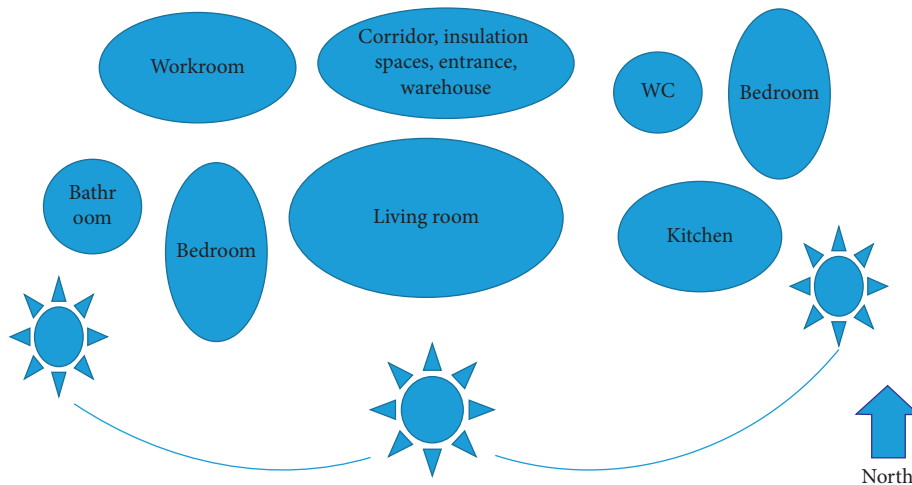 Workroom
Corridor, insulation
spaces, entrance,
warehouse
WC
Bedroom
Bathr
oom
Bedroom
Living room
Kitchen
North